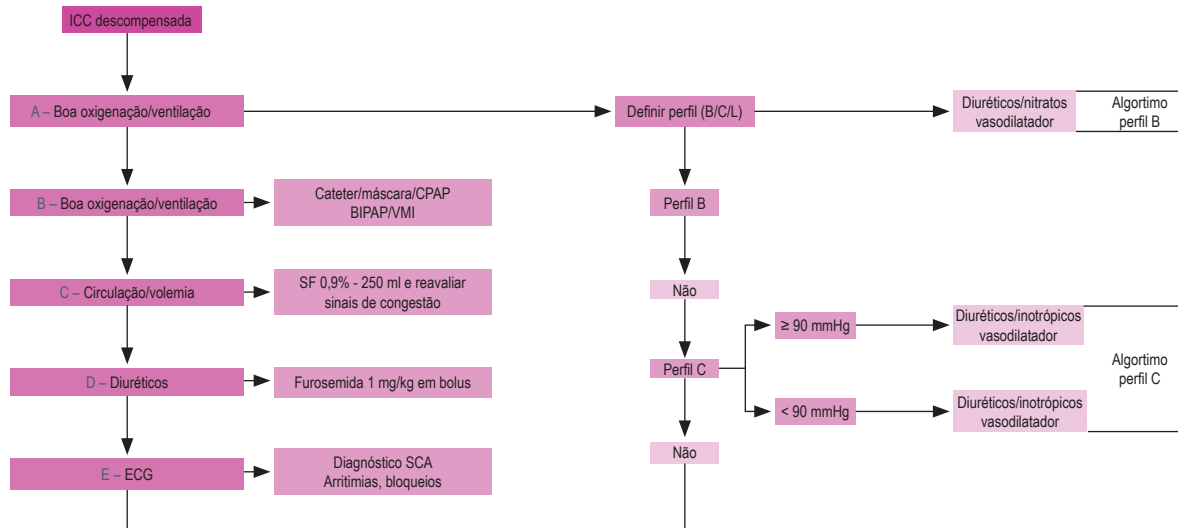 ICC descompensada
A – Boa oxigenação/ventilação
Definir perfil (B/C/L)
Diuréticos/nitratos
vasodilatador
Algortimo
perfil B
B – Boa oxigenação/ventilação
Cateter/máscara/CPAP
BIPAP/VMI
Perfil B
C – Circulação/volemia
SF 0,9% - 250 ml e reavaliar
sinais de congestão
Não
≥ 90 mmHg
Diuréticos/inotrópicos
vasodilatador
D – Diuréticos
Furosemida 1 mg/kg em bolus
Perfil C
Algortimo
perfil C
< 90 mmHg
Diuréticos/inotrópicos
vasodilatador
E – ECG
Diagnóstico SCA
Arritimias, bloqueios
Não